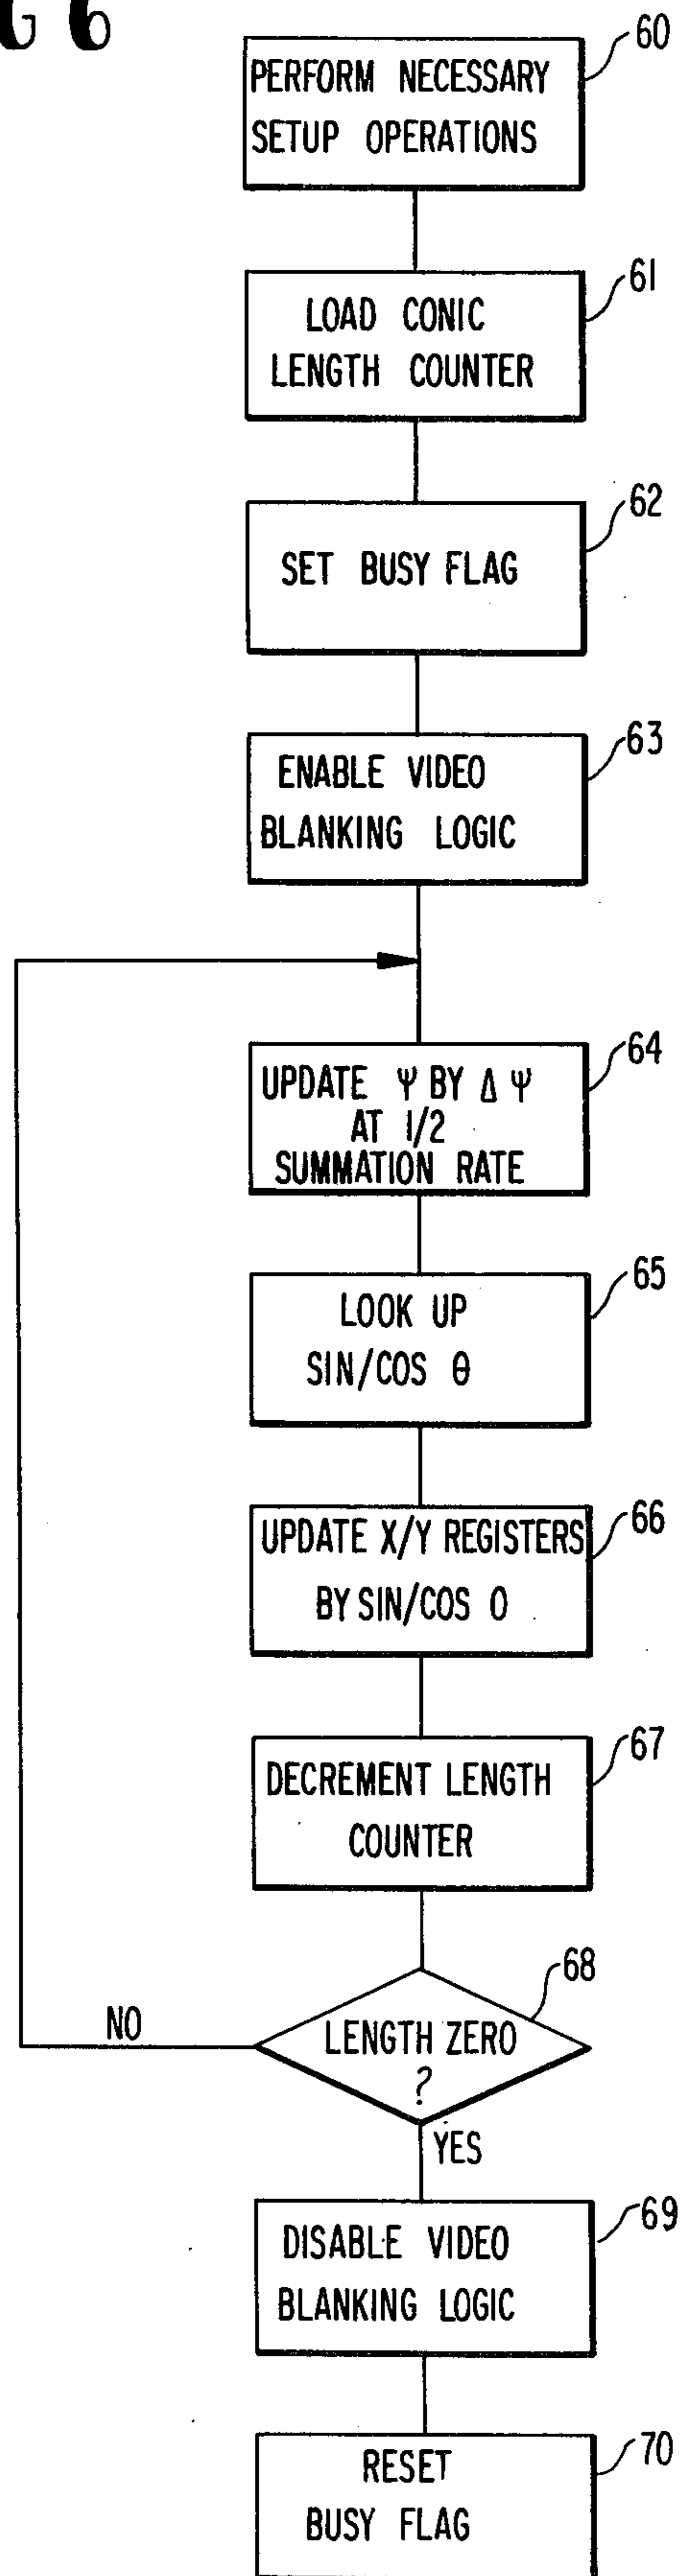 G 6
60
PERFORM NECESSARY
SETUP OPERATIONS
61
LOAD CONIC
LENGTH COUNTER
62
SET BUSY FLAG
63
ENABLE VIDEO
BLANKING LOGIC
64
UPDATE Ψ BY Δ Ψ
AT 1/2
SUMMATION RATE
65
LOOK UP
SIN/COS θ
66
UPDATE X/Y REGISTERS
BY SIN/COS 0
67
DECREMENT LENGTH
COUNTER
68
NO
LENGTH ZERO
?
YES
69
DISABLE VIDEO
BLANKING LOGIC
70
RESET
BUSY FLAG